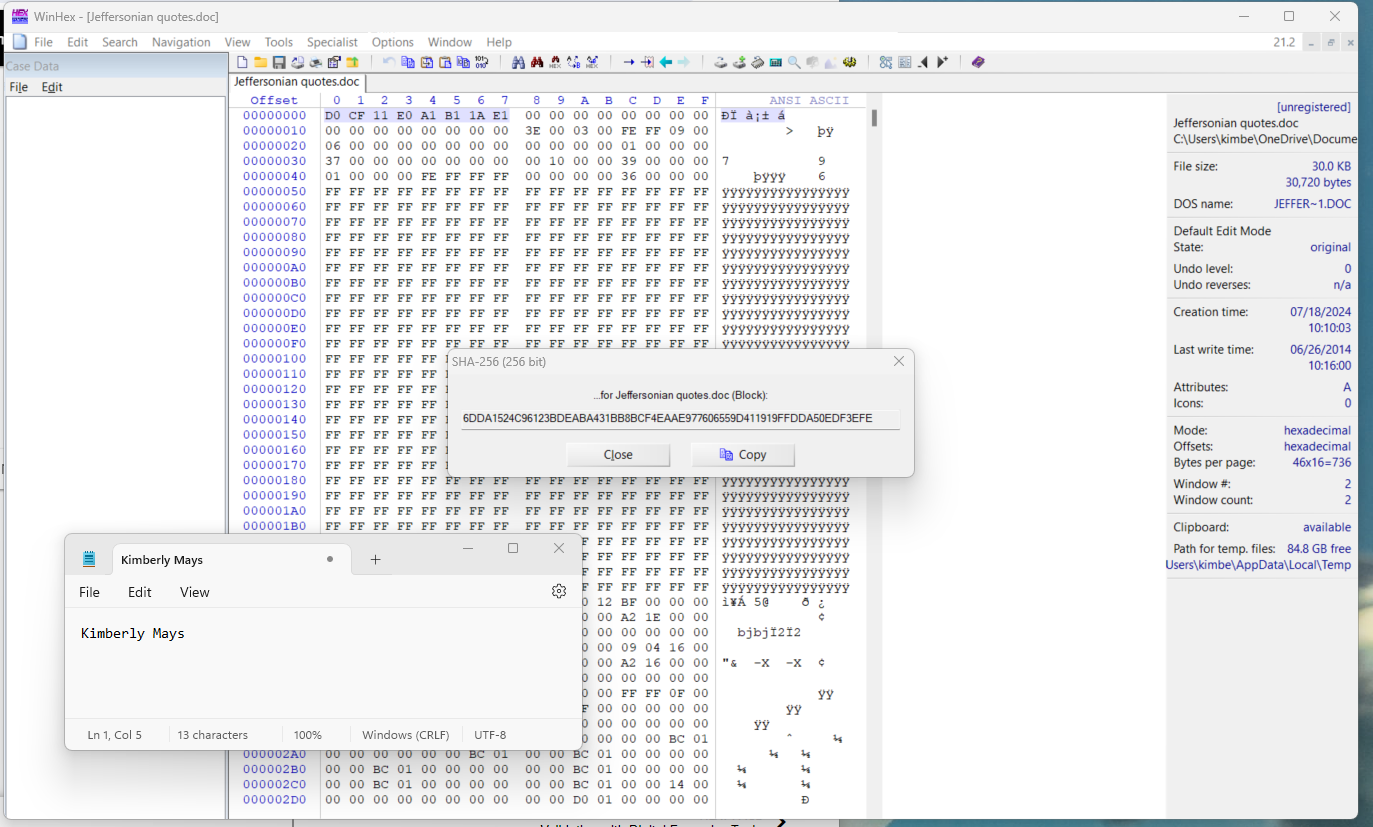 WinHex - [Jeffersonian quotes.doc]
File Edit Search Navigation View Tools Specialist Options Window Help
21.2
Case Data
File Edit
Jeffersonian quotes.doc
Offset 0 1 2 3 4 5 6 7 8 9 A B C D E F ANSI ASCII
00000000 D0 CF 11 E0 A1 B1 1A E1 00 00 00 00 00 00 00 00 ÐÏ à¡± á
00000010 00 00 00 00 00 00 00 00 3E 00 03 00 FE FF 09 00 > þÿ
00000020 06 00 00 00 00 00 00 00 00 00 00 00 01 00 00 00
00000030 37 00 00 00 00 00 00 00 00 10 00 00 39 00 00 00 7 9
00000040 01 00 00 00 FE FF FF FF 00 00 00 00 36 00 00 00 þÿÿÿ 6
00000050 FF FF FF FF FF FF FF FF FF FF FF FF FF FF FF FF ÿÿÿÿÿÿÿÿÿÿÿÿÿÿÿÿ
00000060 FF FF FF FF FF FF FF FF FF FF FF FF FF FF FF FF ÿÿÿÿÿÿÿÿÿÿÿÿÿÿÿÿ
00000070 FF FF FF FF FF FF FF FF FF FF FF FF FF FF FF FF ÿÿÿÿÿÿÿÿÿÿÿÿÿÿÿÿ
00000080 FF FF FF FF FF FF FF FF FF FF FF FF FF FF FF FF ÿÿÿÿÿÿÿÿÿÿÿÿÿÿÿÿ
00000090 FF FF FF FF FF FF FF FF FF FF FF FF FF FF FF FF ÿÿÿÿÿÿÿÿÿÿÿÿÿÿÿÿ
000000A0 FF FF FF FF FF FF FF FF FF FF FF FF FF FF FF FF ÿÿÿÿÿÿÿÿÿÿÿÿÿÿÿÿ
000000B0 FF FF FF FF FF FF FF FF FF FF FF FF FF FF FF FF ÿÿÿÿÿÿÿÿÿÿÿÿÿÿÿÿ
000000C0 FF FF FF FF FF FF FF FF FF FF FF FF FF FF FF FF ÿÿÿÿÿÿÿÿÿÿÿÿÿÿÿÿ
000000D0 FF FF FF FF FF FF FF FF FF FF FF FF FF FF FF FF ÿÿÿÿÿÿÿÿÿÿÿÿÿÿÿÿ
000000E0 FF FF FF FF FF FF FF FF FF FF FF FF FF FF FF FF ÿÿÿÿÿÿÿÿÿÿÿÿÿÿÿÿ
000000F0 FF FF FF FF FF FF FF FF FF FF FF FF FF FF FF FF ÿÿÿÿÿÿÿÿÿÿÿÿÿÿÿÿ
00000100 FF FF FF FF FF
00000110 FF FF FF FF FF
00000120 FF FF FF FF FF
00000130 FF FF FF FF FF
00000140 FF FF FF FF FF
00000150 FF FF FF FF FF
00000160 FF FF FF FF FF
00000170 FF FF FF FF FF
00000180 FF FF FF FF FF FF FF FF FF FF FF FF FF FF FF FF ÿÿÿÿÿÿÿÿÿÿÿÿÿÿÿÿ
00000190 FF FF FF FF FF FF FF FF FF FF FF FF FF FF FF FF ÿÿÿÿÿÿÿÿÿÿÿÿÿÿÿÿ
000001A0 FF FF FF FF FF FF FF FF FF FF FF FF FF FF FF FF ÿÿÿÿÿÿÿÿÿÿÿÿÿÿÿÿ
000001B0 FF FF FF FF FF FF FF FF FF FF FF FF FF FF FF FF ÿÿÿÿÿÿÿÿÿÿÿÿÿÿÿÿ
FF FF FF FF FF ÿÿÿÿÿÿÿÿÿÿÿÿÿÿÿÿ
FF FF FF FF FF ÿÿÿÿÿÿÿÿÿÿÿÿÿÿÿÿ
FF FF FF FF FF ÿÿÿÿÿÿÿÿÿÿÿÿÿÿÿÿ
FF FF FF FF FF ÿÿÿÿÿÿÿÿÿÿÿÿÿÿÿÿ
12 BF 00 00 00 ì¥Á 5@ ð ¿
00 A2 1E 00 00 ¢
00 00 00 00 00 bjbjÏ2Ï2
00 09 04 16 00 "& -X -X ¢
00 A2 16 00 00
00 00 00 00 00
00 FF FF 0F 00 ÿÿ
00 00 00 00 00 ÿÿ
00 00 00 00 00 ÿÿ
00 00 00 BC 01 ˆ ¼
000002A0 00 00 00 00 00 00 BC 01 00 00 BC 01 00 00 00 00 ¼ ¼
000002B0 00 00 BC 01 00 00 00 00 00 00 BC 01 00 00 00 00 ¼ ¼
000002C0 00 00 BC 01 00 00 00 00 00 00 BC 01 00 00 14 00 ¼ ¼
000002D0 00 00 00 00 00 00 00 00 00 00 D0 01 00 00 00 00 Ð
SHA-256 (256 bit)
...for Jeffersonian quotes.doc (Block):
6DDA1524C96123BDEABA431BB8BCF4EAAE977606559D411919FFDDA50EDF3EFE
Close Copy
Kimberly Mays
File Edit View
Kimberly Mays
Ln 1, Col 5 13 characters 100% Windows (CRLF) UTF-8
[unregistered]
Jeffersonian quotes.doc
C:\Users\kimbe\OneDrive\Docume
File size: 30.0 KB
30,720 bytes
DOS name: JEFFER~1.DOC
Default Edit Mode
State: original
Undo level: 0
Undo reverses: n/a
Creation time: 07/18/2024
10:10:03
Last write time: 06/26/2014
10:16:00
Attributes: A
Icons: 0
Mode: hexadecimal
Offsets: hexadecimal
Bytes per page: 46x16=736
Window #: 2
Window count: 2
Clipboard: available
Path for temp. files: 84.8 GB free
Users\kimbe\AppData\Local\Temp